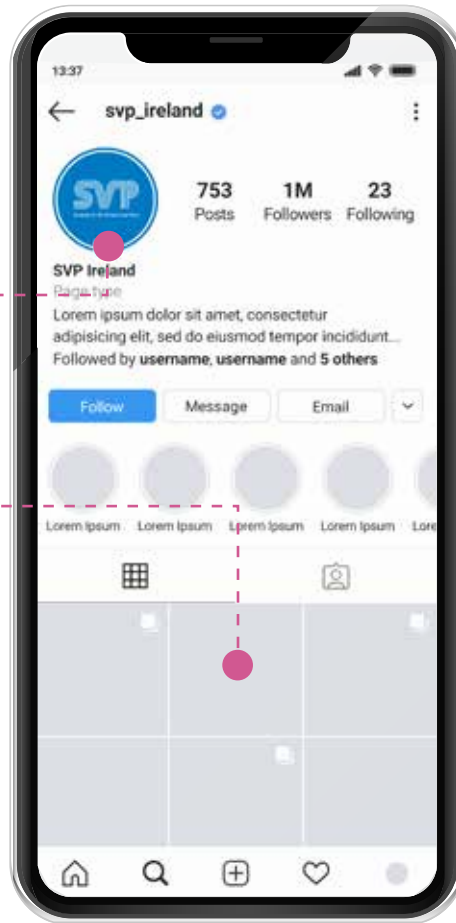 13:37
svp_ireland
SVP
753 1M 23
Posts Followers Following
SVP Ireland
Page type
Lorem ipsum dolor sit amet, consectetur
adipisicing elit, sed do eiusmod tempor incididunt...
Followed by username, username and 5 others
Follow Message Email
Lorem Ipsum Lorem Ipsum Lorem Ipsum Lorem Ipsum Lore